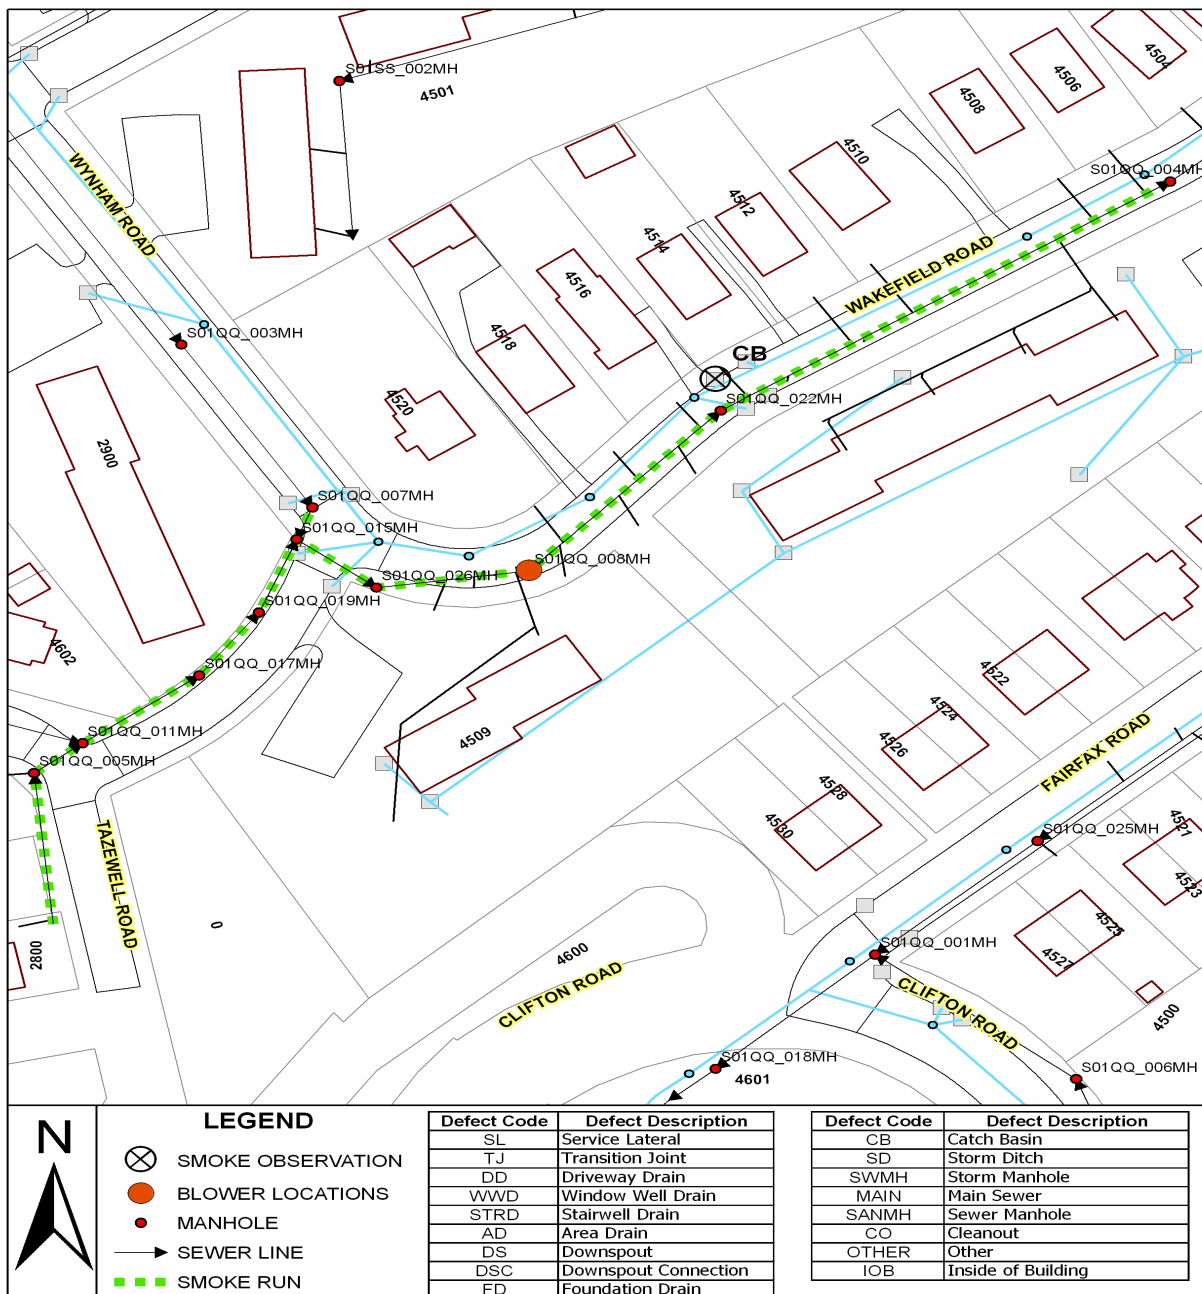 S01SS_002MH
4501
4504
4506
4508
4510
S01QQ_004MH
WYNHAM ROAD
4512
4514
WAKEFIELD ROAD
4516
S01QQ_003MH
4518
CB
4520
S01QQ_022MH
2900
S01QQ_007MH
S01QQ_015MH
S01QQ_008MH
S01QQ_026MH
S01QQ_019MH
4602
S01QQ_017MH
4522
4524
S01QQ_011MH
4509
4526
FAIRFAX ROAD
S01QQ_005MH
4528
4530
S01QQ_025MH
4521
TAZEWELL ROAD
4523
0
4525
2800
4600
S01QQ_001MH
4527
CLIFTON ROAD
CLIFTON ROAD
4500
S01QQ_018MH
4601
S01QQ_006MH
N
LEGEND
SMOKE OBSERVATION
BLOWER LOCATIONS
MANHOLE
SEWER LINE
SMOKE RUN
Defect Code Defect Description
SL Service Lateral
TJ Transition Joint
DD Driveway Drain
WWD Window Well Drain
STRD Stairwell Drain
AD Area Drain
DS Downspout
DSC Downspout Connection
FD Foundation Drain
Defect Code Defect Description
CB Catch Basin
SD Storm Ditch
SWMH Storm Manhole
MAIN Main Sewer
SANMH Sewer Manhole
CO Cleanout
OTHER Other
IOB Inside of Building